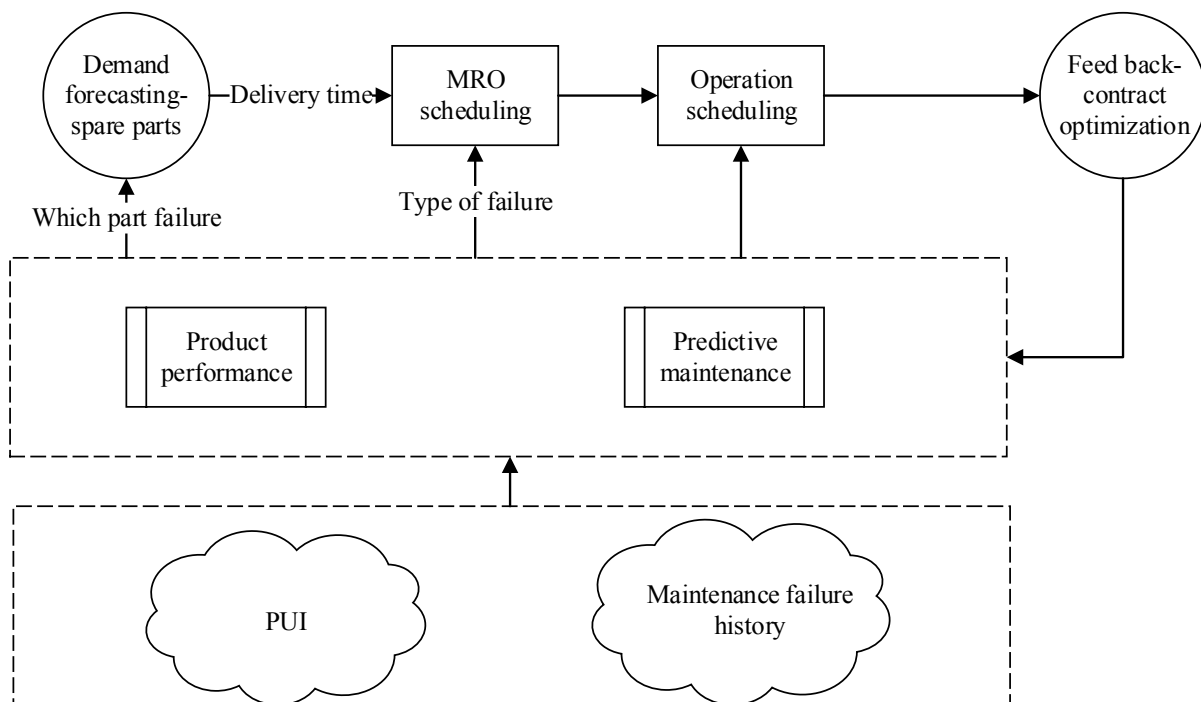 Demand
forecasting-
spare parts
Delivery time
MRO
scheduling
Operation
scheduling
Feed back-
contract
optimization
Which part failure
Type of failure
Product
performance
Predictive
maintenance
PUI
Maintenance failure
history